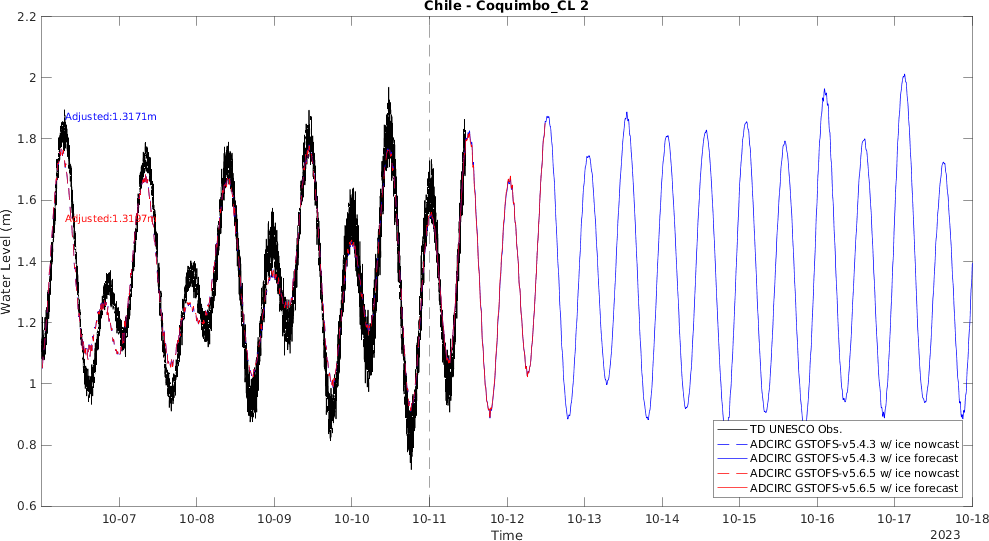 Chile - Coquimbo_CL 2
2.2
2
1.8
1.6
1.4
1.2
1
0.8
0.6
Water Level (m)
Adjusted:1.3171m
Adjusted:1.3197m
TD UNESCO Obs.
ADCIRC GSTOFS-v5.4.3 w/ ice nowcast
ADCIRC GSTOFS-v5.4.3 w/ ice forecast
ADCIRC GSTOFS-v5.6.5 w/ ice nowcast
ADCIRC GSTOFS-v5.6.5 w/ ice forecast
10-07 10-08 10-09 10-10 10-11 10-12 10-13 10-14 10-15 10-16 10-17 10-18
Time
2023